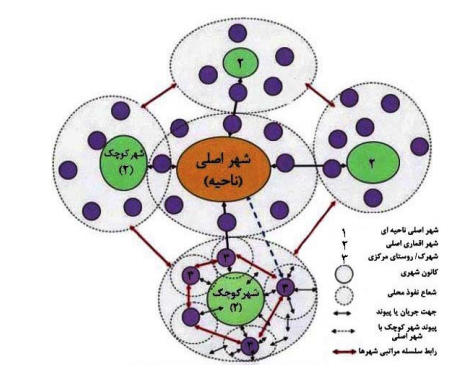 ۲
شهر اصلی
(ناحیه)
شهر کوچک
(۲)
۲
۳
۳
۳
شهر کوچک
(۲)
۳
۱ شهر اصلی ناحیه ای
۲ شهر اقماری اصلی
۳ شهرک/ روستای مرکزی
کانون شهری
شعاع نفوذ محلی
جهت جریان یا پیوند
پیوند شهر کوچک با
شهر اصلی
رابط سلسله مراتبی شهرها